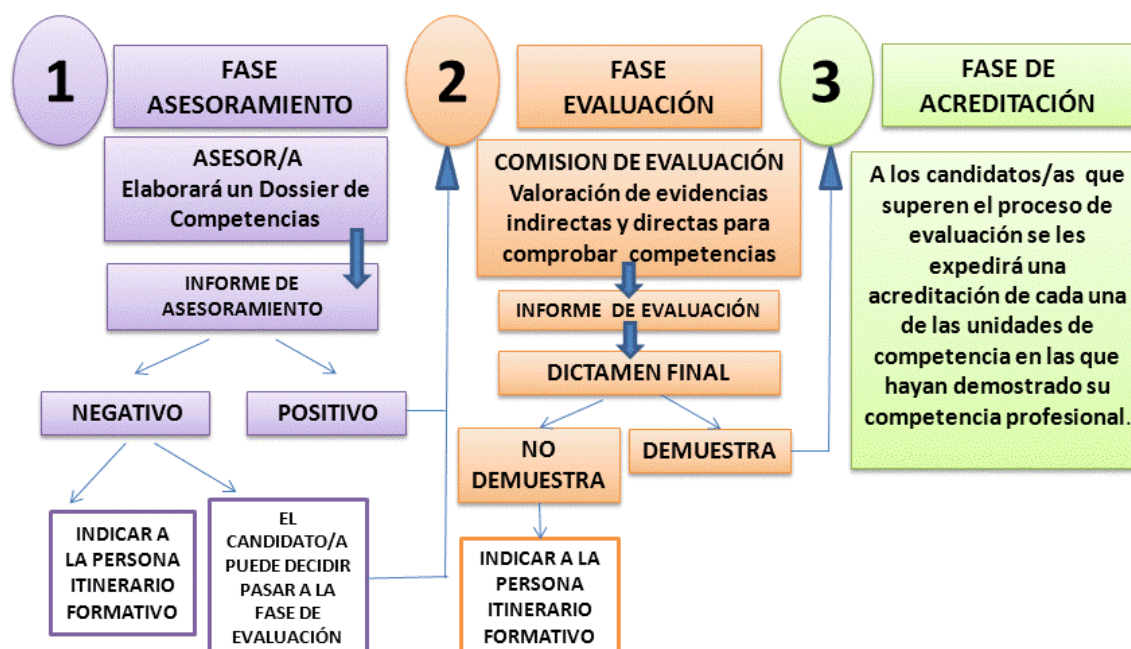 1
FASE
ASESORAMIENTO
ASESOR/A
Elaborará un Dossier de
Competencias
INFORME DE
ASESORAMIENTO
NEGATIVO
POSITIVO
INDICAR A
LA PERSONA
ITINERARIO
FORMATIVO
EL
CANDIDATO/A
PUEDE DECIDIR
PASAR A LA
FASE DE
EVALUACIÓN
2
FASE
EVALUACIÓN
COMISION DE EVALUACIÓN
Valoración de evidencias
indirectas y directas para
comprobar competencias
INFORME DE EVALUACIÓN
DICTAMEN FINAL
NO
DEMUESTRA
DEMUESTRA
INDICAR A LA
PERSONA
ITINERARIO
FORMATIVO
3
FASE DE
ACREDITACIÓN
A los candidatos/as que
superen el proceso de
evaluación se les
expedirá una
acreditación de cada una
de las unidades de
competencia en las que
hayan demostrado su
competencia profesional.